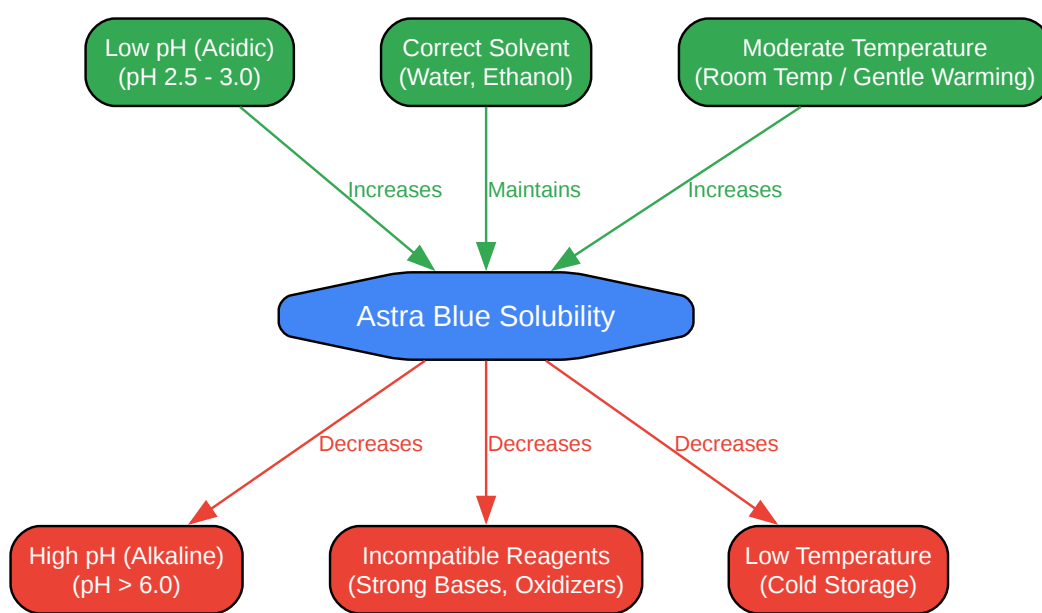 Low pH (Acidic)
(pH 2.5 - 3.0)
Correct Solvent
(Water, Ethanol)
Moderate Temperature
(Room Temp / Gentle Warming)
Increases
Maintains
Increases
Astra Blue Solubility
Decreases
Decreases
Decreases
High pH (Alkaline)
(pH > 6.0)
Incompatible Reagents
(Strong Bases, Oxidizers)
Low Temperature
(Cold Storage)